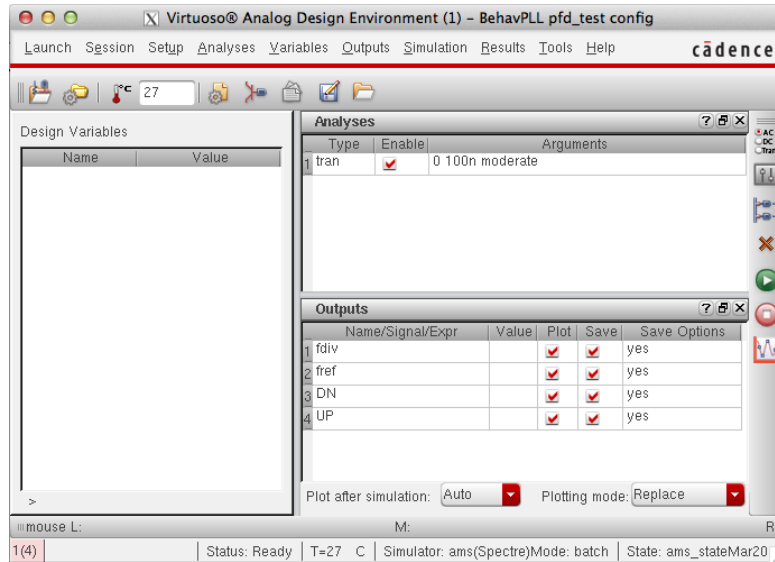 Virtuoso® Analog Design Environment (1) – BehavPLL pfd_test config
Launch Session Setup Analyses Variables Outputs Simulation Results Tools Help cādence
°C 27
Design Variables
Name Value
>
Analyses
Type Enable Arguments
1 tran 0 100n moderate
Outputs
Name/Signal/Expr Value Plot Save Save Options
1 fdiv yes
2 fref yes
3 DN yes
4 UP yes
Plot after simulation: Auto Plotting mode: Replace
AC
DC
Tran
mouse L: M: R
1(4) Status: Ready T=27 C Simulator: ams(Spectre)Mode: batch State: ams_stateMar20